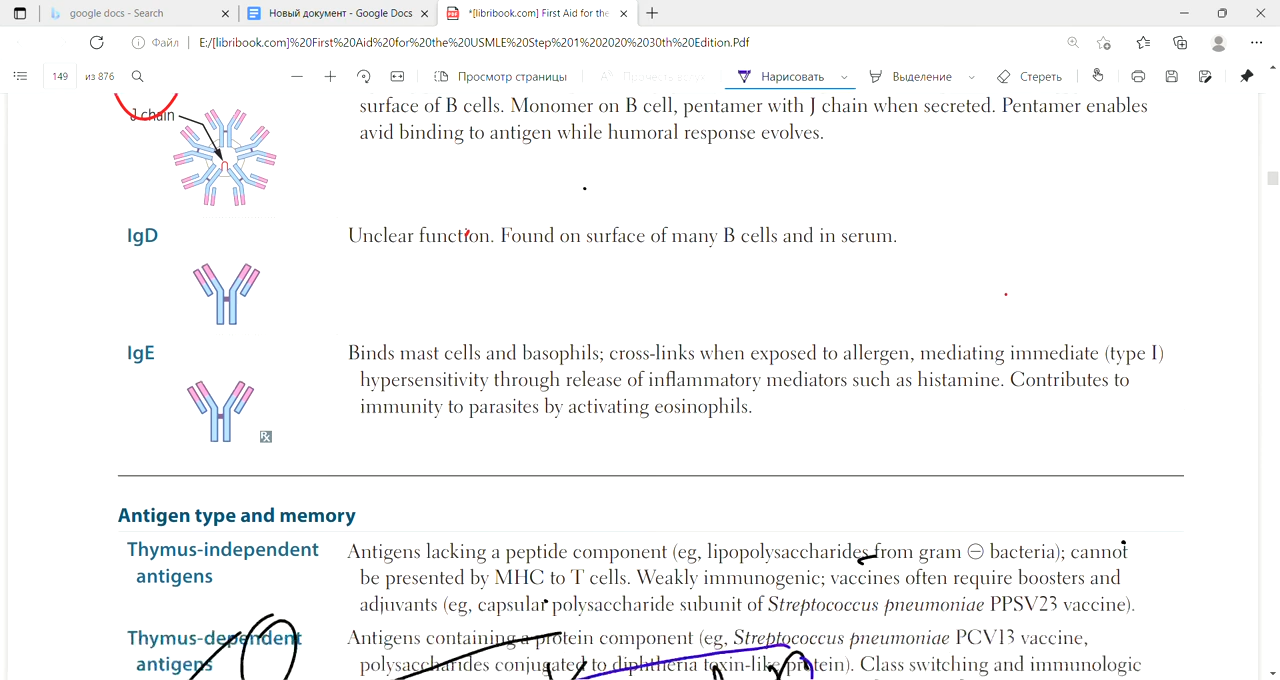 google docs - Search
Новый документ - Google Docs
*[libribook.com] First Aid for the
Файл
E:/[libribook.com]%20First%20Aid%20for%20the%20USMLE%20Step%201%202020%2030th%20Edition.Pdf
149 из 876
Просмотр страницы
Прочесть вслух
Нарисовать
Выделение
Стереть
J chain
surface of B cells. Monomer on B cell, pentamer with J chain when secreted. Pentamer enables
avid binding to antigen while humoral response evolves.
IgD
Unclear function. Found on surface of many B cells and in serum.
IgE
Binds mast cells and basophils; cross-links when exposed to allergen, mediating immediate (type I)
hypersensitivity through release of inflammatory mediators such as histamine. Contributes to
immunity to parasites by activating eosinophils.
Rx
Antigen type and memory
Thymus-independent
antigens
Antigens lacking a peptide component (eg, lipopolysaccharides from gram ⊖ bacteria); cannot
be presented by MHC to T cells. Weakly immunogenic; vaccines often require boosters and
adjuvants (eg, capsular polysaccharide subunit of Streptococcus pneumoniae PPSV23 vaccine).
Thymus-dependent
antigens
Antigens containing a protein component (eg, Streptococcus pneumoniae PCV13 vaccine,
polysaccharides conjugated to diphtheria toxin-like protein). Class switching and immunologic